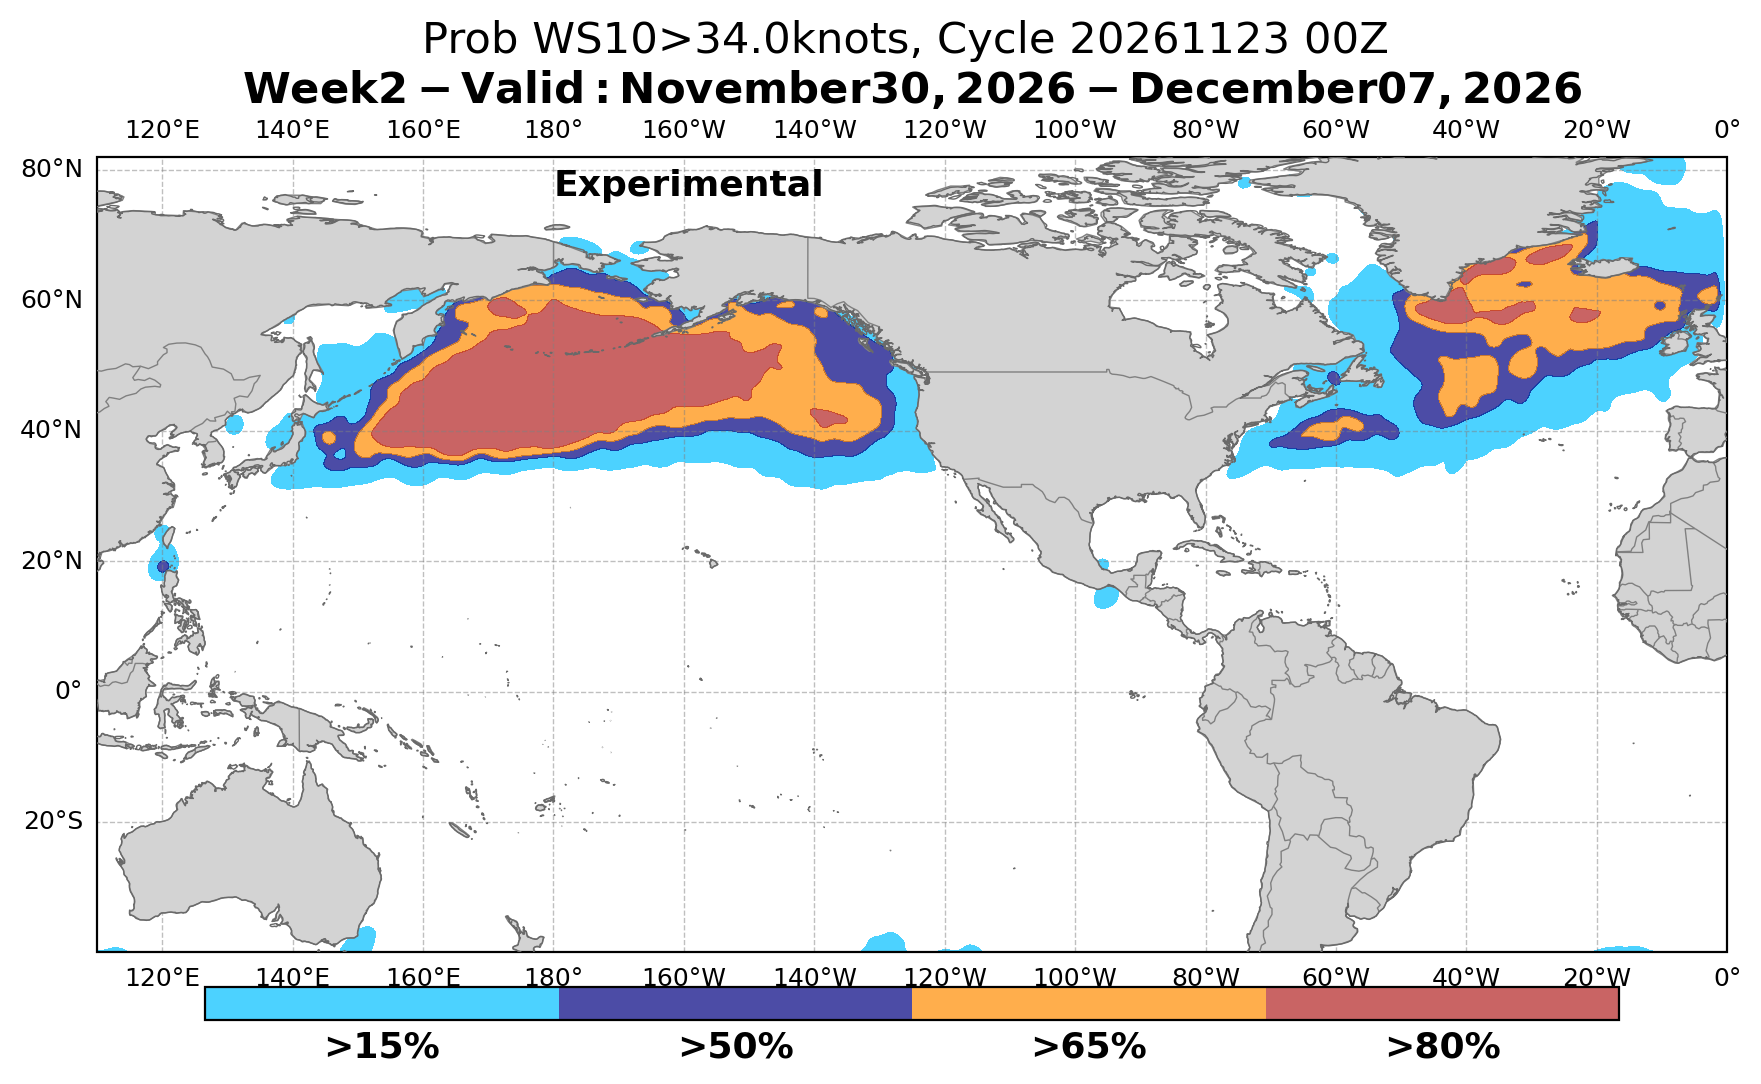 Prob WS10>34.0knots, Cycle 20261123 00Z
Week2 − Valid : November30, 2026 − December07, 2026
120°E 140°E 160°E 180° 160°W 140°W 120°W 100°W 80°W 60°W 40°W 20°W 0°
80°N
Experimental
60°N
40°N
20°N
0°
20°S
120°E 140°E 160°E 180° 160°W 140°W 120°W 100°W 80°W 60°W 40°W 20°W 0°
>15% >50% >65% >80%